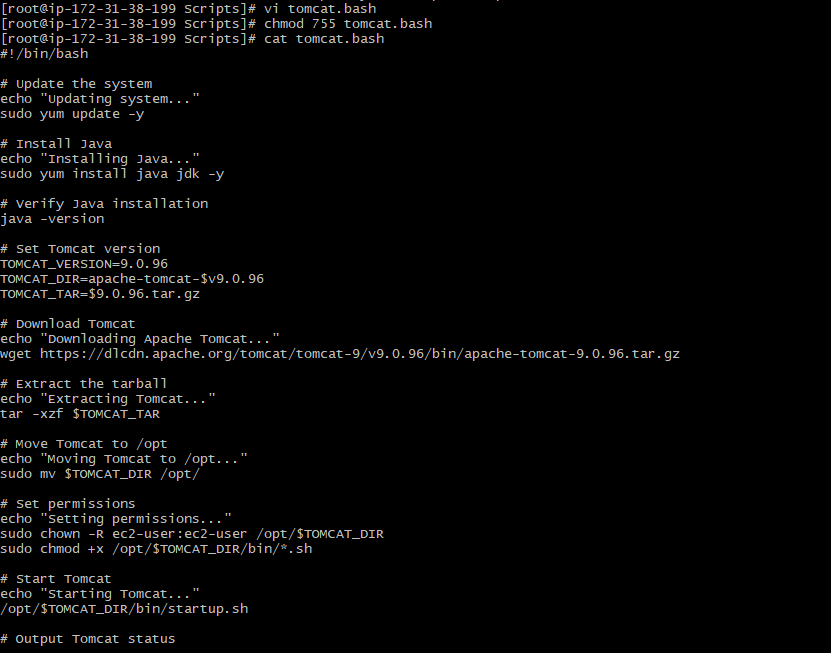 [root@ip-172-31-38-199 Scripts]# vi tomcat.bash
[root@ip-172-31-38-199 Scripts]# chmod 755 tomcat.bash
[root@ip-172-31-38-199 Scripts]# cat tomcat.bash
#!/bin/bash
# Update the system
echo "Updating system..."
sudo yum update -y
# Install Java
echo "Installing Java..."
sudo yum install java jdk -y
# Verify Java installation
java -version
# Set Tomcat version
TOMCAT_VERSION=9.0.96
TOMCAT_DIR=apache-tomcat-$v9.0.96
TOMCAT_TAR=$9.0.96.tar.gz
# Download Tomcat
echo "Downloading Apache Tomcat..."
wget https://dlcdn.apache.org/tomcat/tomcat-9/v9.0.96/bin/apache-tomcat-9.0.96.tar.gz
# Extract the tarball
echo "Extracting Tomcat..."
tar -xzf $TOMCAT_TAR
# Move Tomcat to /opt
echo "Moving Tomcat to /opt..."
sudo mv $TOMCAT_DIR /opt/
# Set permissions
echo "Setting permissions..."
sudo chown -R ec2-user:ec2-user /opt/$TOMCAT_DIR
sudo chmod +x /opt/$TOMCAT_DIR/bin/*.sh
# Start Tomcat
echo "Starting Tomcat..."
/opt/$TOMCAT_DIR/bin/startup.sh
# Output Tomcat status